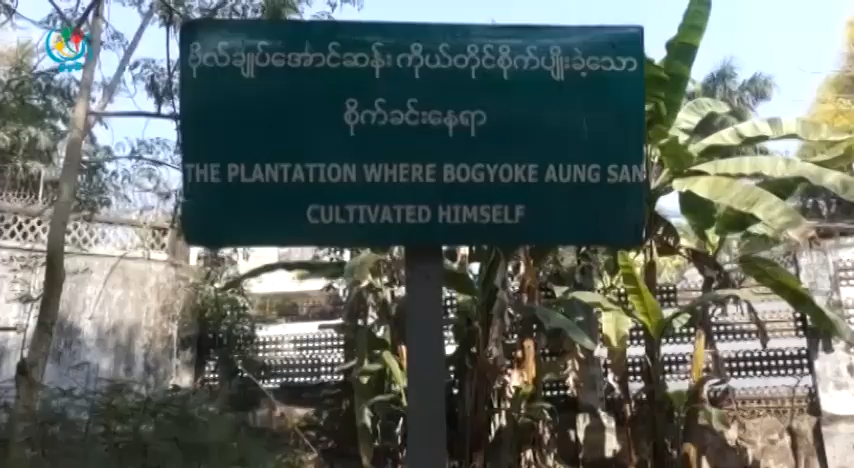 ဗိုလ်ချုပ်အောင်ဆန်း ကိုယ်တိုင်စိုက်ပျိုးခဲ့သော
စိုက်ခင်းနေရာ
THE PLANTATION WHERE BOGYOKE AUNG SAN
CULTIVATED HIMSELF